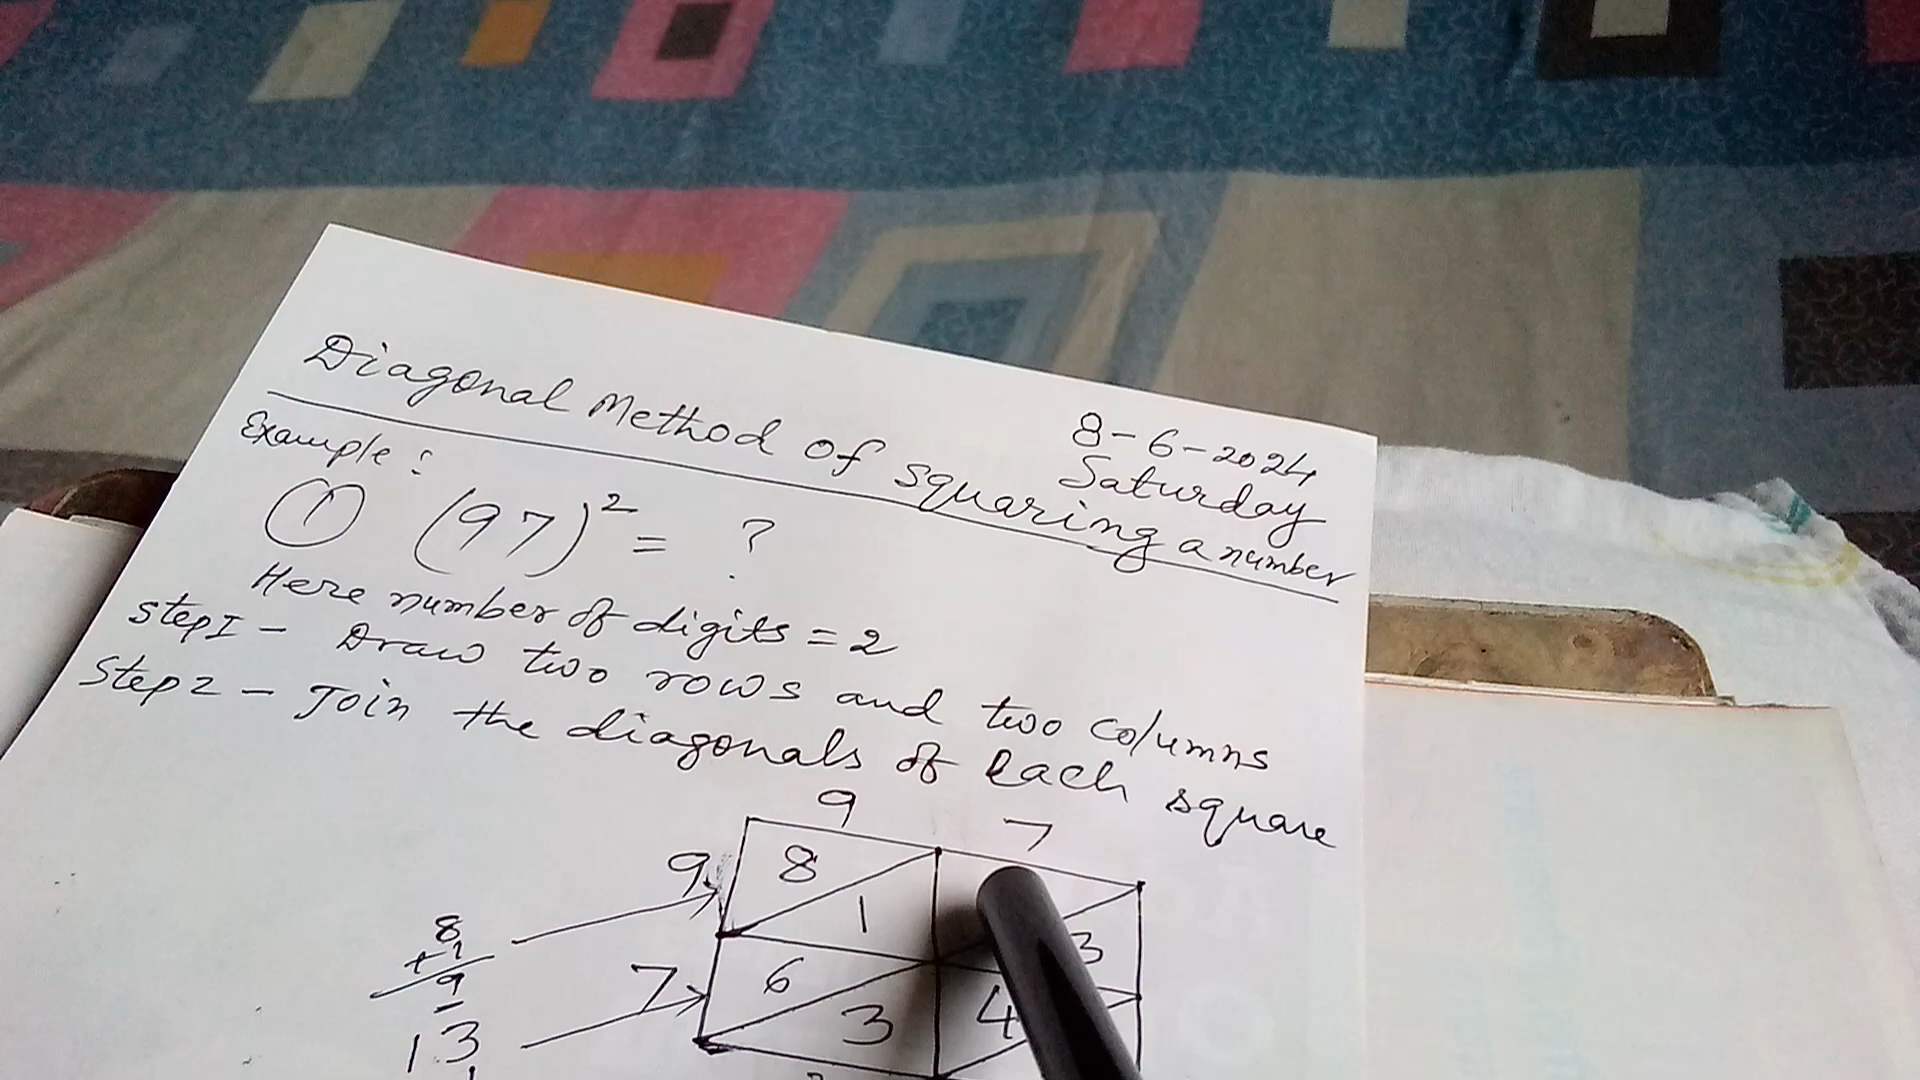 Diagonal Method of squaring a number
8-6-2024
Saturday
Example:
① (97)² = ?
Here number of digits = 2
Step I - Draw two rows and two columns
Step 2 - Join the diagonals of each square
9 7
9 8 1 3
7 6 3 4
8
+1
9
13